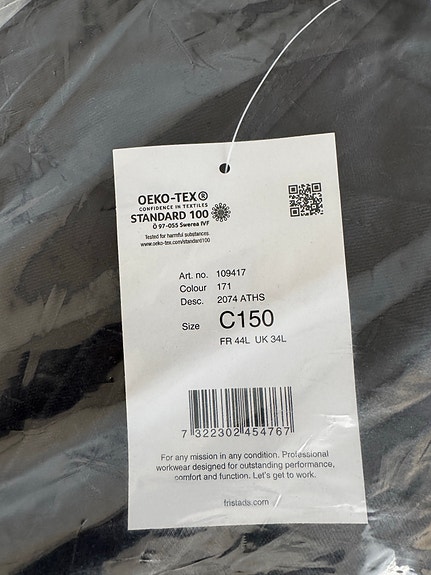 OEKO-TEX®
CONFIDENCE IN TEXTILES
STANDARD 100
Ö 97-055 Swerea IVF
Tested for harmful substances
www.oeko-tex.com/standard100
Art. no. 109417
Colour 171
Desc. 2074 ATHS
Size C150
FR 44L UK 34L
7 322302 454767
For any mission in any condition. Professional
workwear designed for outstanding performance,
comfort and function. Let's get to work.
fristads.com